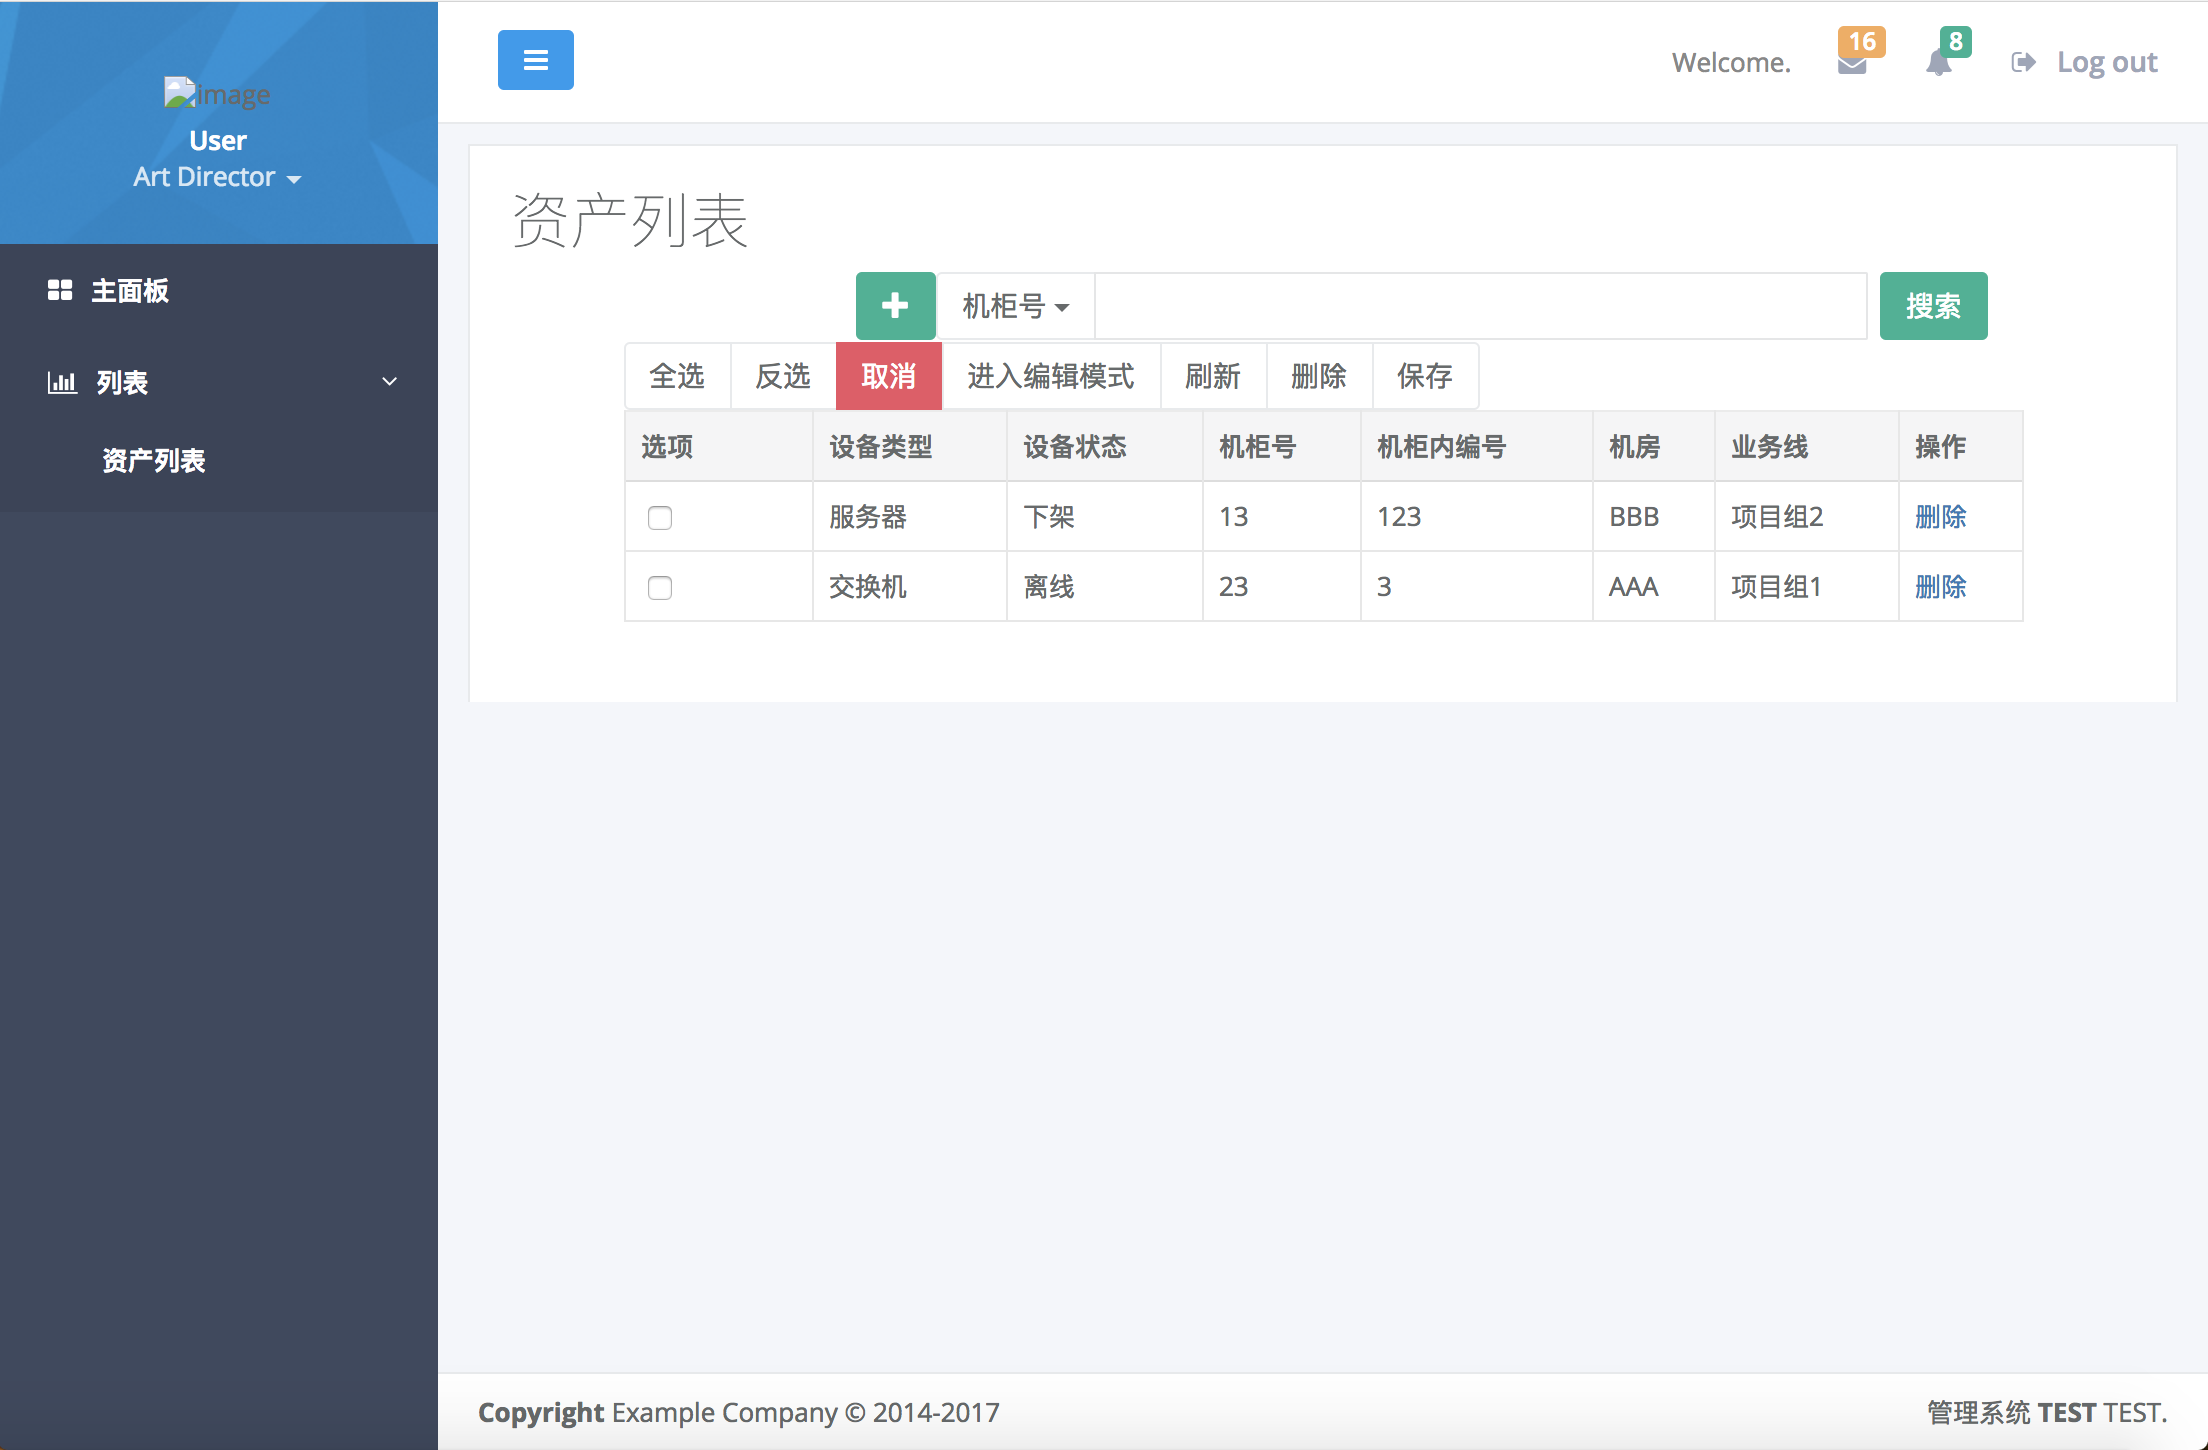 image
User
Art Director
主面板
列表
资产列表
Welcome.
16
8
Log out
资产列表
机柜号
搜索
全选 反选 取消 进入编辑模式 刷新 删除 保存
选项 设备类型 设备状态 机柜号 机柜内编号 机房 业务线 操作
服务器 下架 13 123 BBB 项目组2 删除
交换机 离线 23 3 AAA 项目组1 删除
Copyright Example Company © 2014-2017
管理系统 TEST TEST.